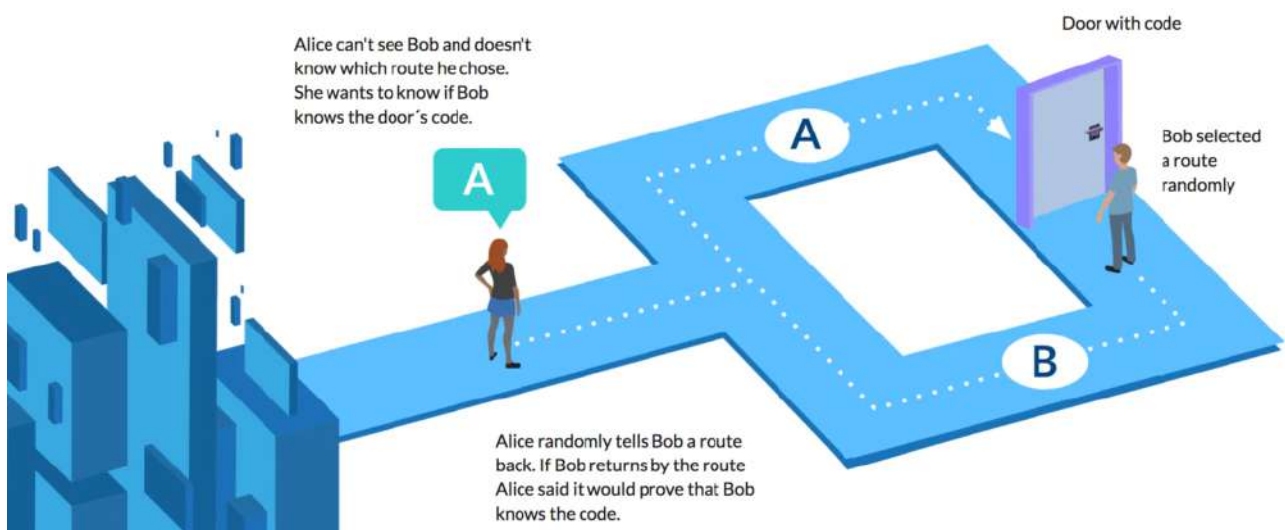 Alice can't see Bob and doesn't
know which route he chose.
She wants to know if Bob
knows the door´s code.
A
A
Door with code
Bob selected
a route
randomly
B
Alice randomly tells Bob a route
back. If Bob returns by the route
Alice said it would prove that Bob
knows the code.